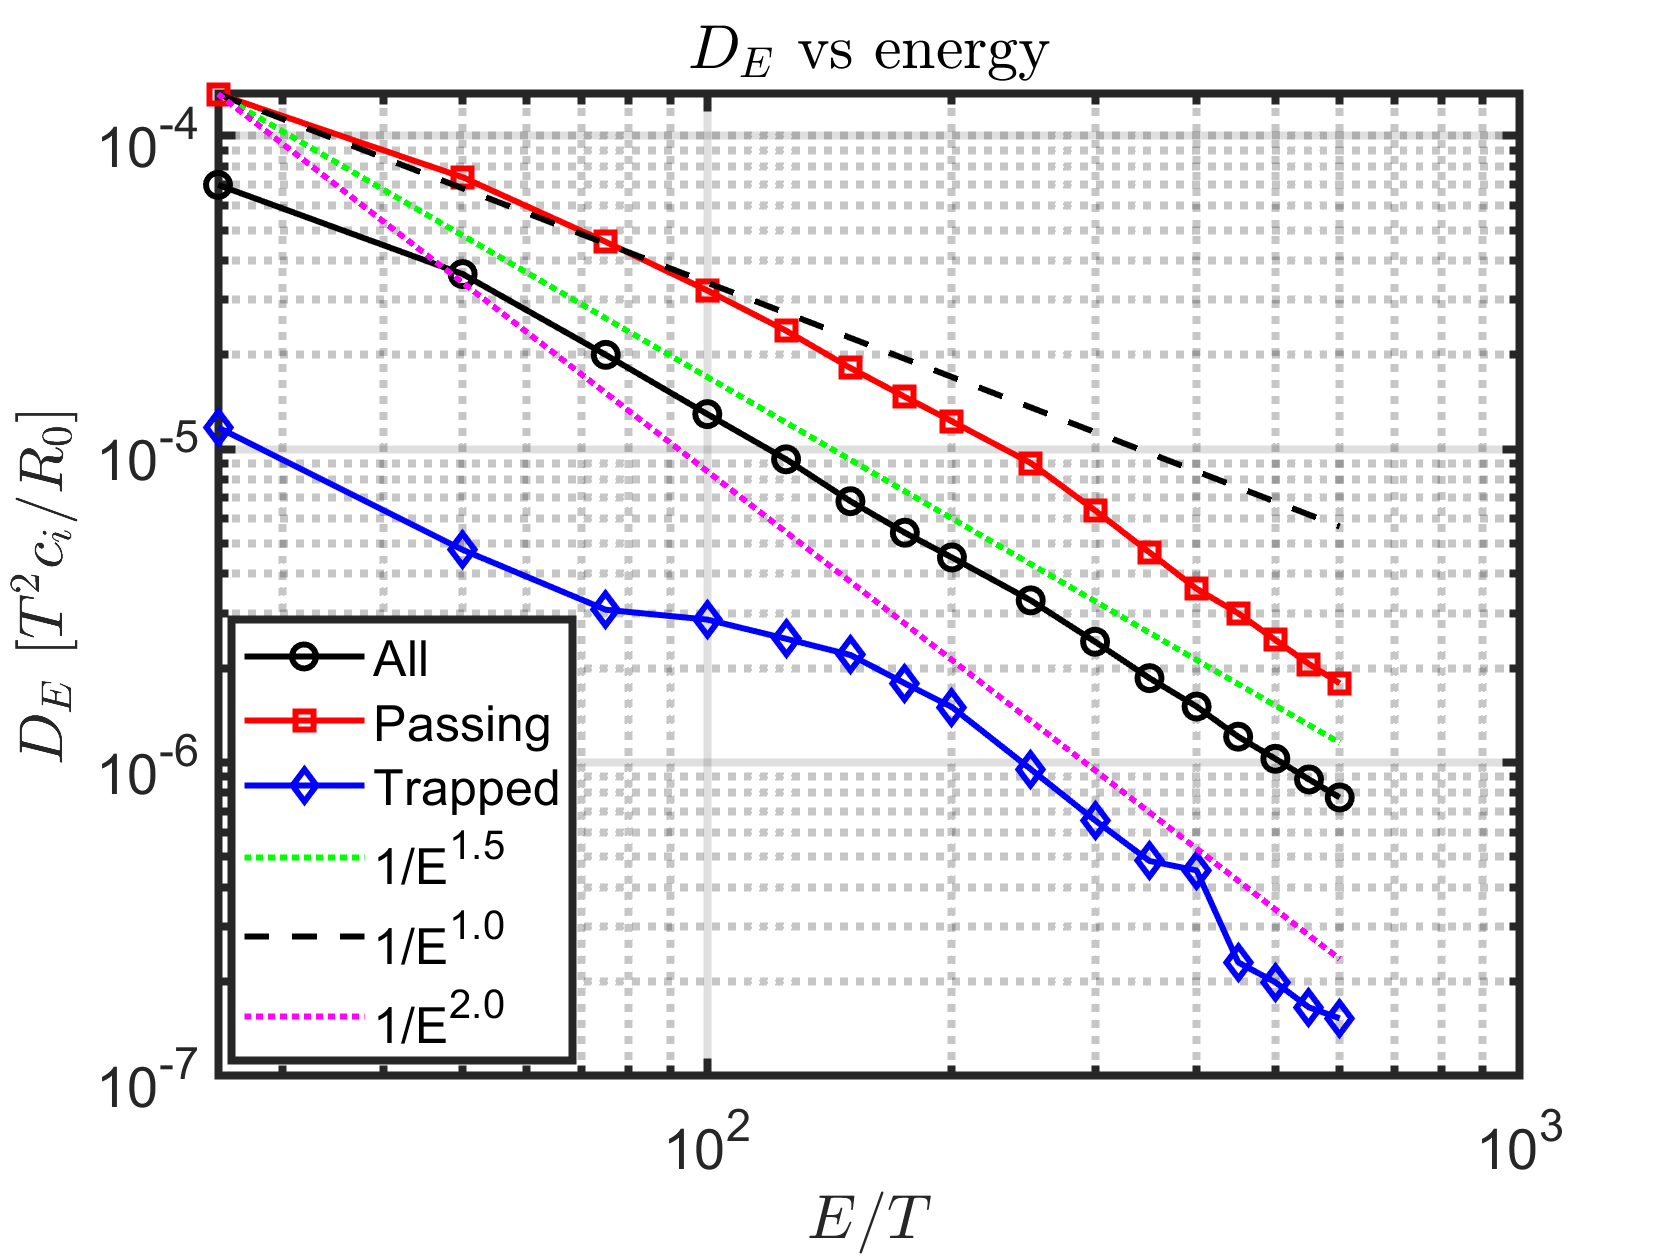 D_E vs energy
10^-4
10^-5
10^-6
10^-7
D_E [T^2 c_i/R_0]
All
Passing
Trapped
1/E^1.5
1/E^1.0
1/E^2.0
10^2
10^3
E/T